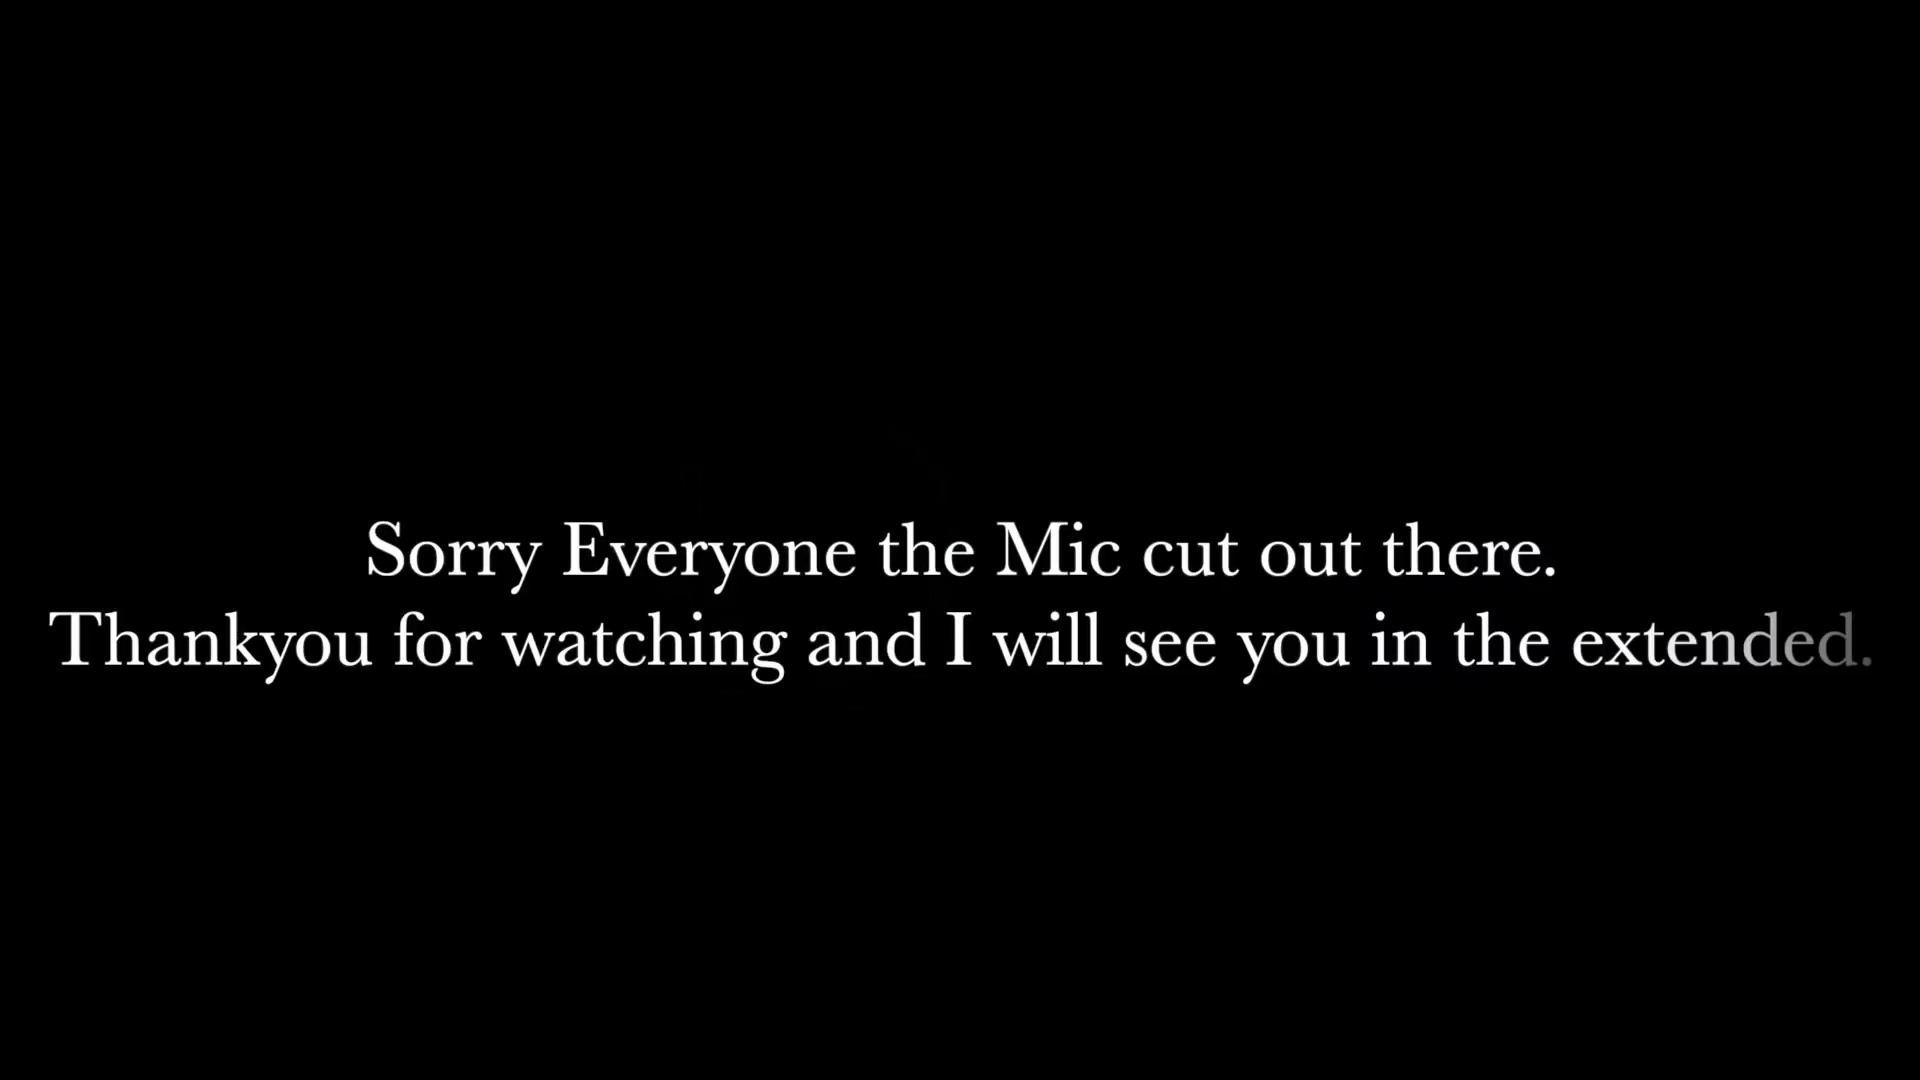 Sorry Everyone the Mic cut out there.
Thankyou for watching and I will see you in the extended.